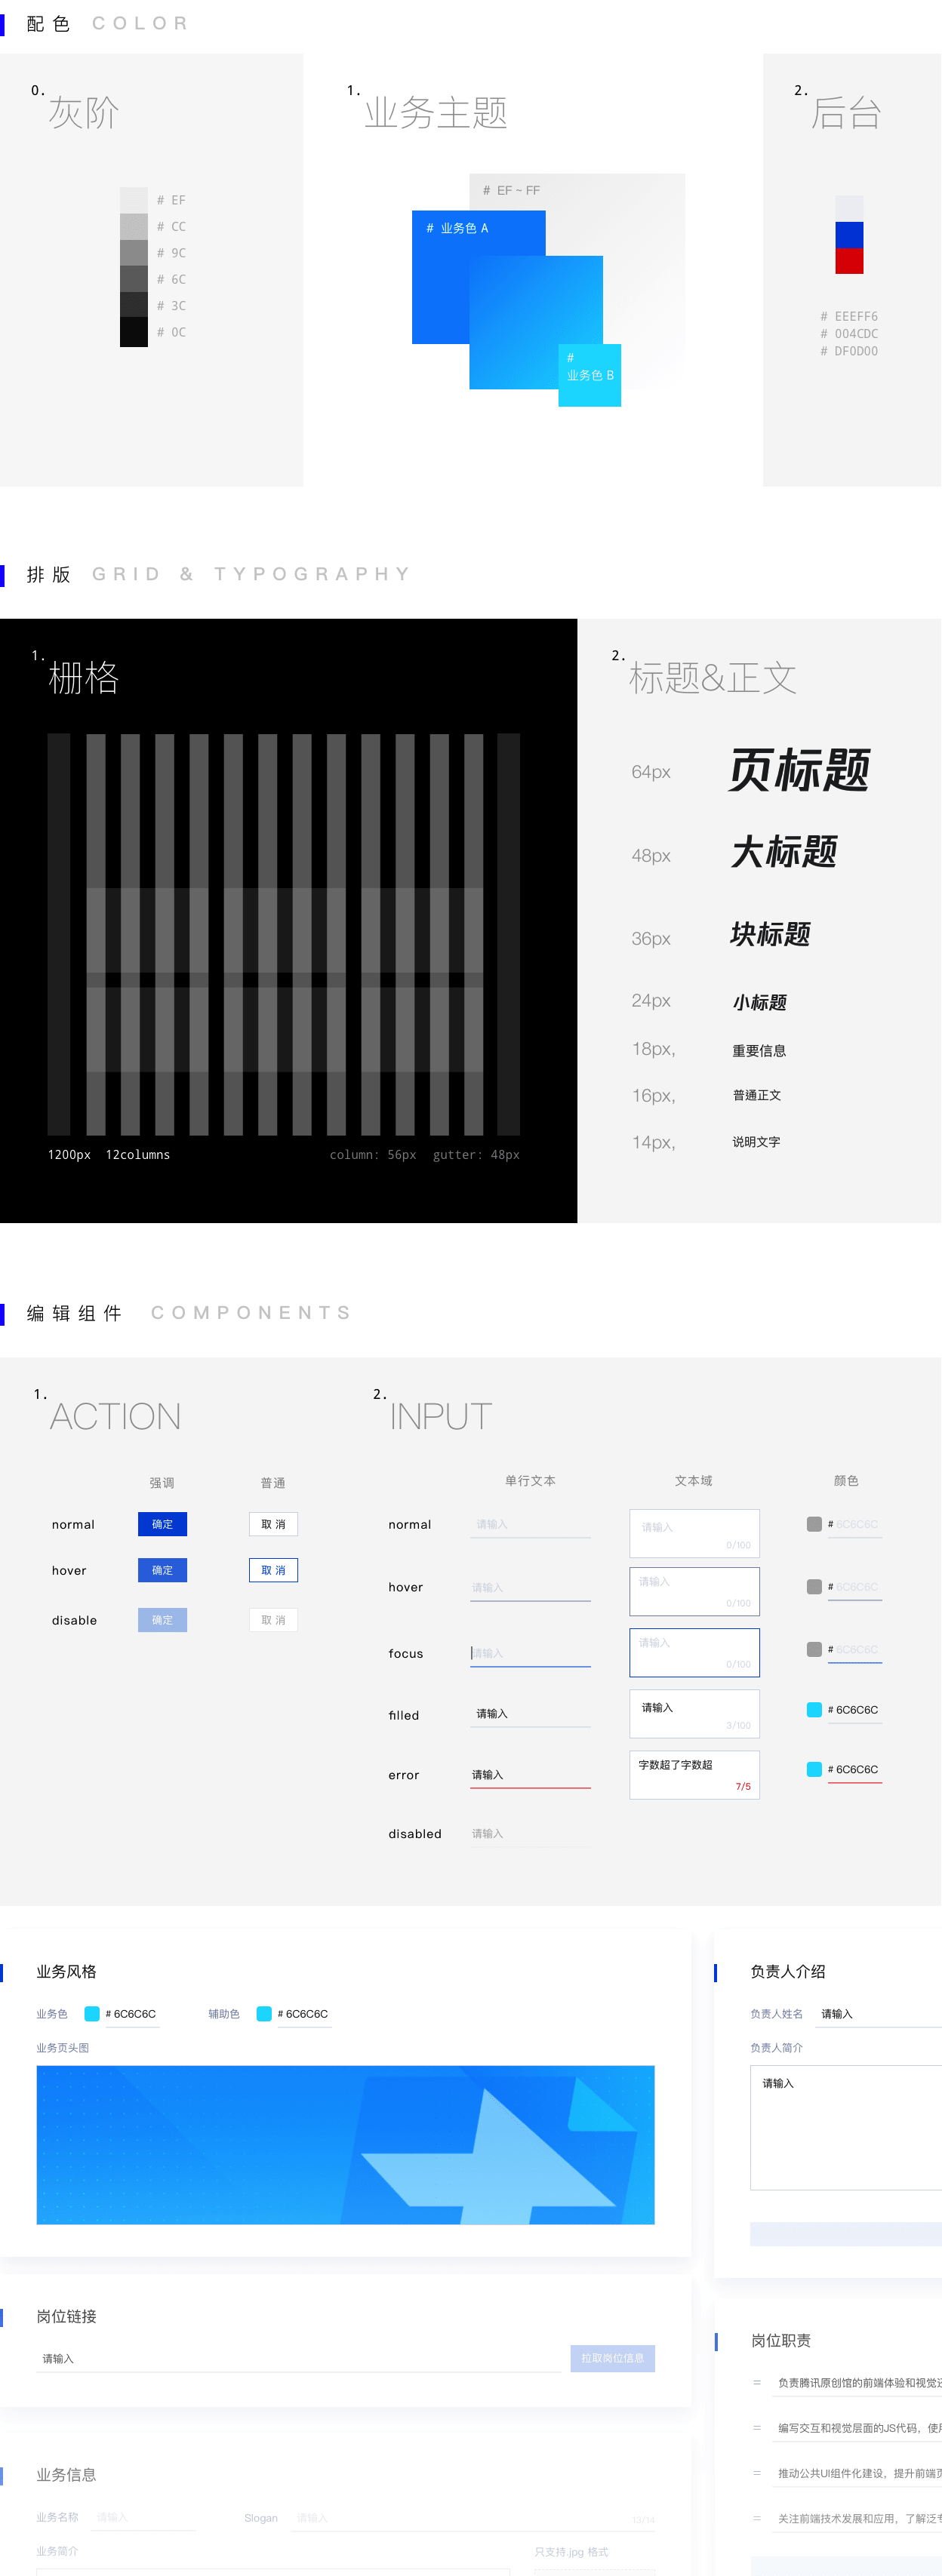 配色 COLOR
0. 灰阶
# EF
# CC
# 9C
# 6C
# 3C
# 0C
1. 业务主题
# EF ~ FF
# 业务色 A
#
业务色 B
2. 后台
# EEEFF6
# 004CDC
# DF0D00
排版 GRID & TYPOGRAPHY
1. 栅格
1200px 12columns column: 56px gutter: 48px
2. 标题&正文
64px 页标题
48px 大标题
36px 块标题
24px 小标题
18px, 重要信息
16px, 普通正文
14px, 说明文字
编辑组件 COMPONENTS
1. ACTION
强调 普通
normal 确定 取 消
hover 确定 取 消
disable 确定 取 消
2. INPUT
单行文本 文本域 颜色
normal 请输入 请输入 0/100 # 6C6C6C
hover 请输入 请输入 0/100 # 6C6C6C
focus 请输入 请输入 0/100 # 6C6C6C
filled 请输入 请输入 3/100 # 6C6C6C
error 请输入 字数超了字数超 7/5 # 6C6C6C
disabled 请输入
业务风格
业务色 # 6C6C6C 辅助色 # 6C6C6C
业务页头图
负责人介绍
负责人姓名 请输入
负责人简介
请输入
岗位链接
请输入 拉取岗位信息
岗位职责
负责腾讯原创馆的前端体验和视觉
编写交互和视觉层面的JS代码，使
推动公共UI组件化建设，提升前端
关注前端技术发展和应用，了解泛
业务信息
业务名称 请输入 Slogan 请输入 13/14
业务简介 只支持.jpg 格式